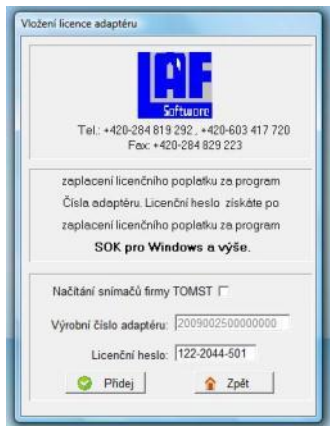 Vložení licence adaptéru
LAF
Software
Tel.: +420-284 819 292 , +420-603 417 720
Fax: +420-284 829 223
zaplacení licenčního poplatku za program
Čísla adaptéru. Licenční heslo získáte po
zaplacení licenčního poplatku za program
SOK pro Windows a výše.
Načítání snímačů firmy TOMST
Výrobní číslo adaptéru: 2009002500000000
Licenční heslo: 122-2044-501
Přidej Zpět